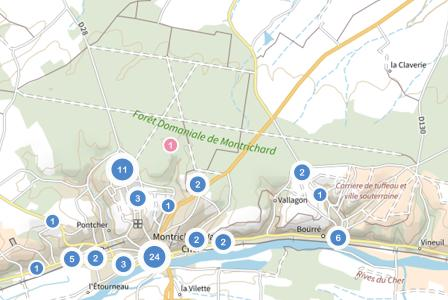 D28
la Claverie
D130
Forêt Domaniale de Montrichard
1
11
2
2
3
1
1
Carrière de tuffeau et
ville souterraine
Vallagon
1
Pontcher
Bourré
6
Montrich
2
2
Vineuil
Che
24
5
2
3
1
Rives du Cher
l'Étourneau
la Vilette